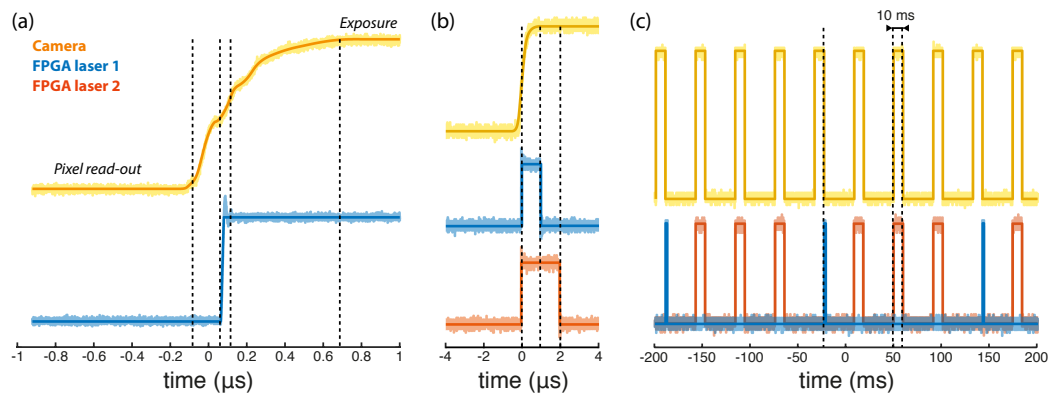 (a)
Exposure
Camera
FPGA laser 1
FPGA laser 2
Pixel read-out
-1 -0.8 -0.6 -0.4 -0.2 0 0.2 0.4 0.6 0.8 1
time (µs)
(b)
-4 -2 0 2 4
time (µs)
(c)
10 ms
-200 -150 -100 -50 0 50 100 150 200
time (ms)